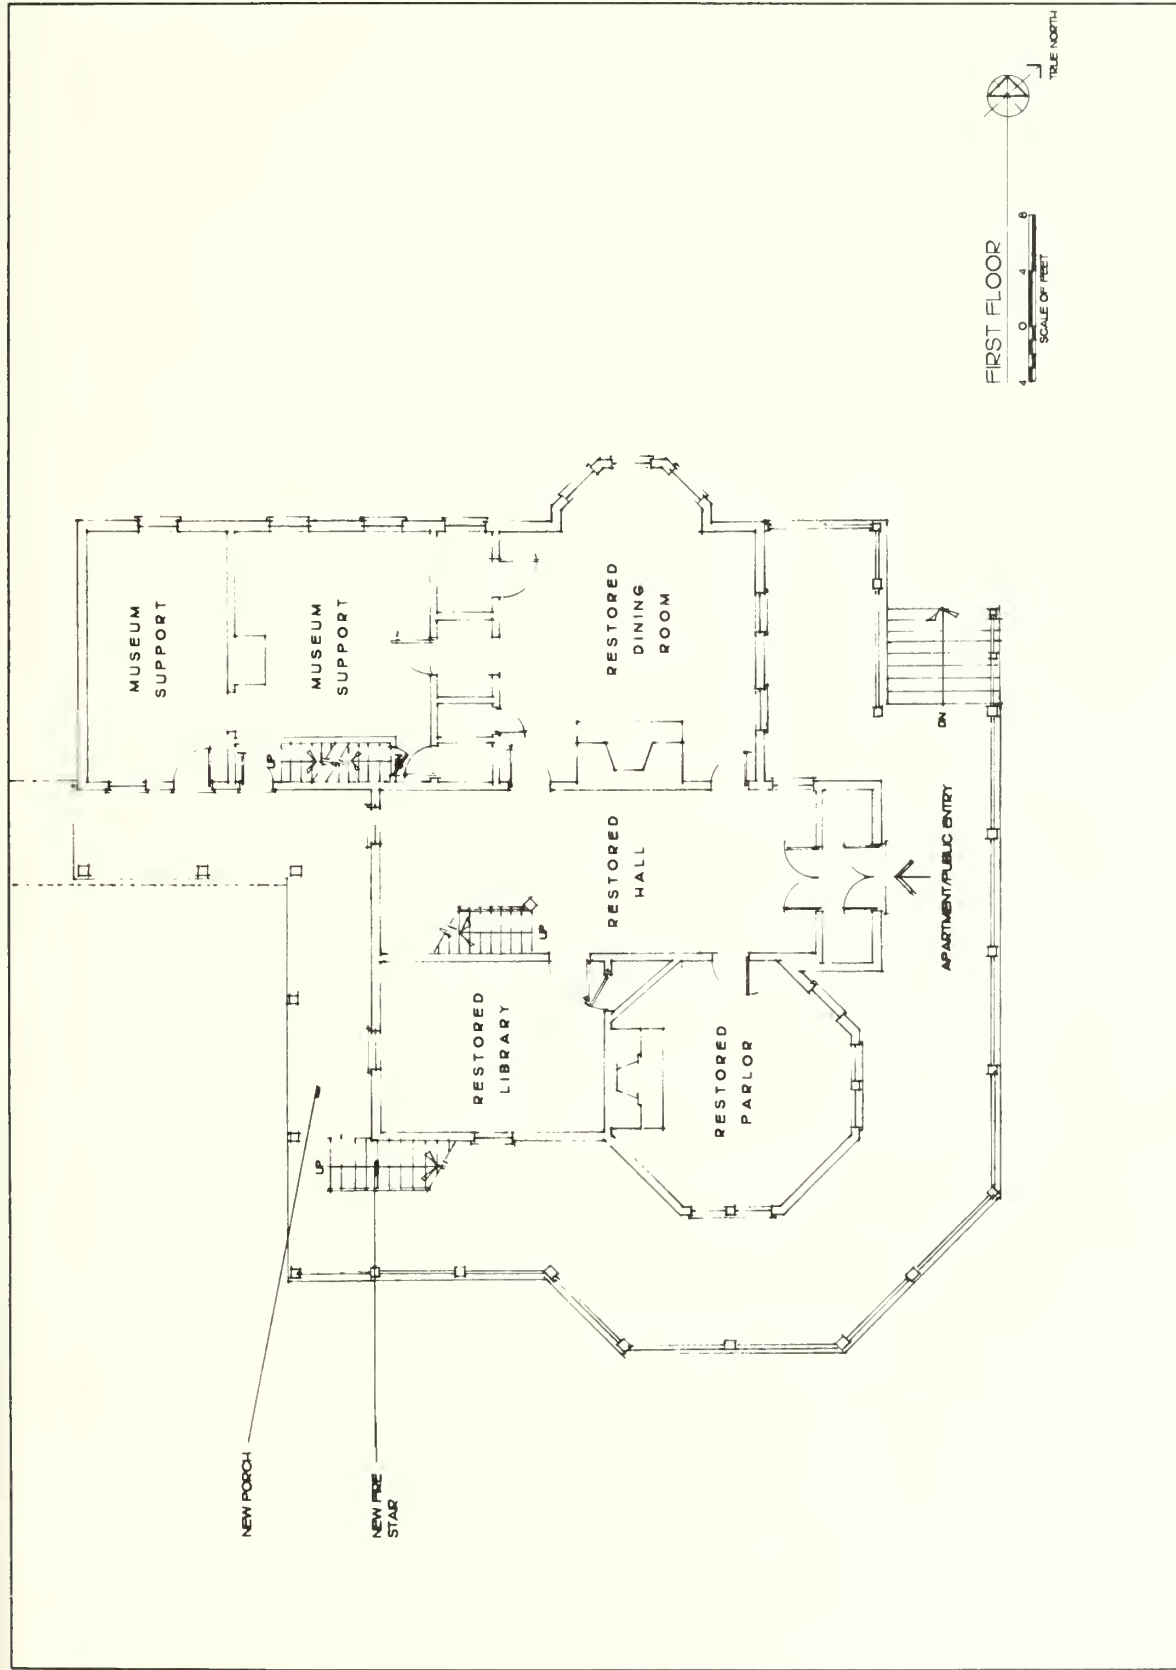 NEW PORCH
NEW FIRE
STAIR
UP
RESTORED
LIBRARY
UP
MUSEUM
SUPPORT
MUSEUM
SUPPORT
UP
RESTORED
HALL
RESTORED
PARLOR
RESTORED
DINING
ROOM
APARTMENT/PUBLIC ENTRY
DN
FIRST FLOOR
4 0 4 8
SCALE OF FEET
TRUE NORTH